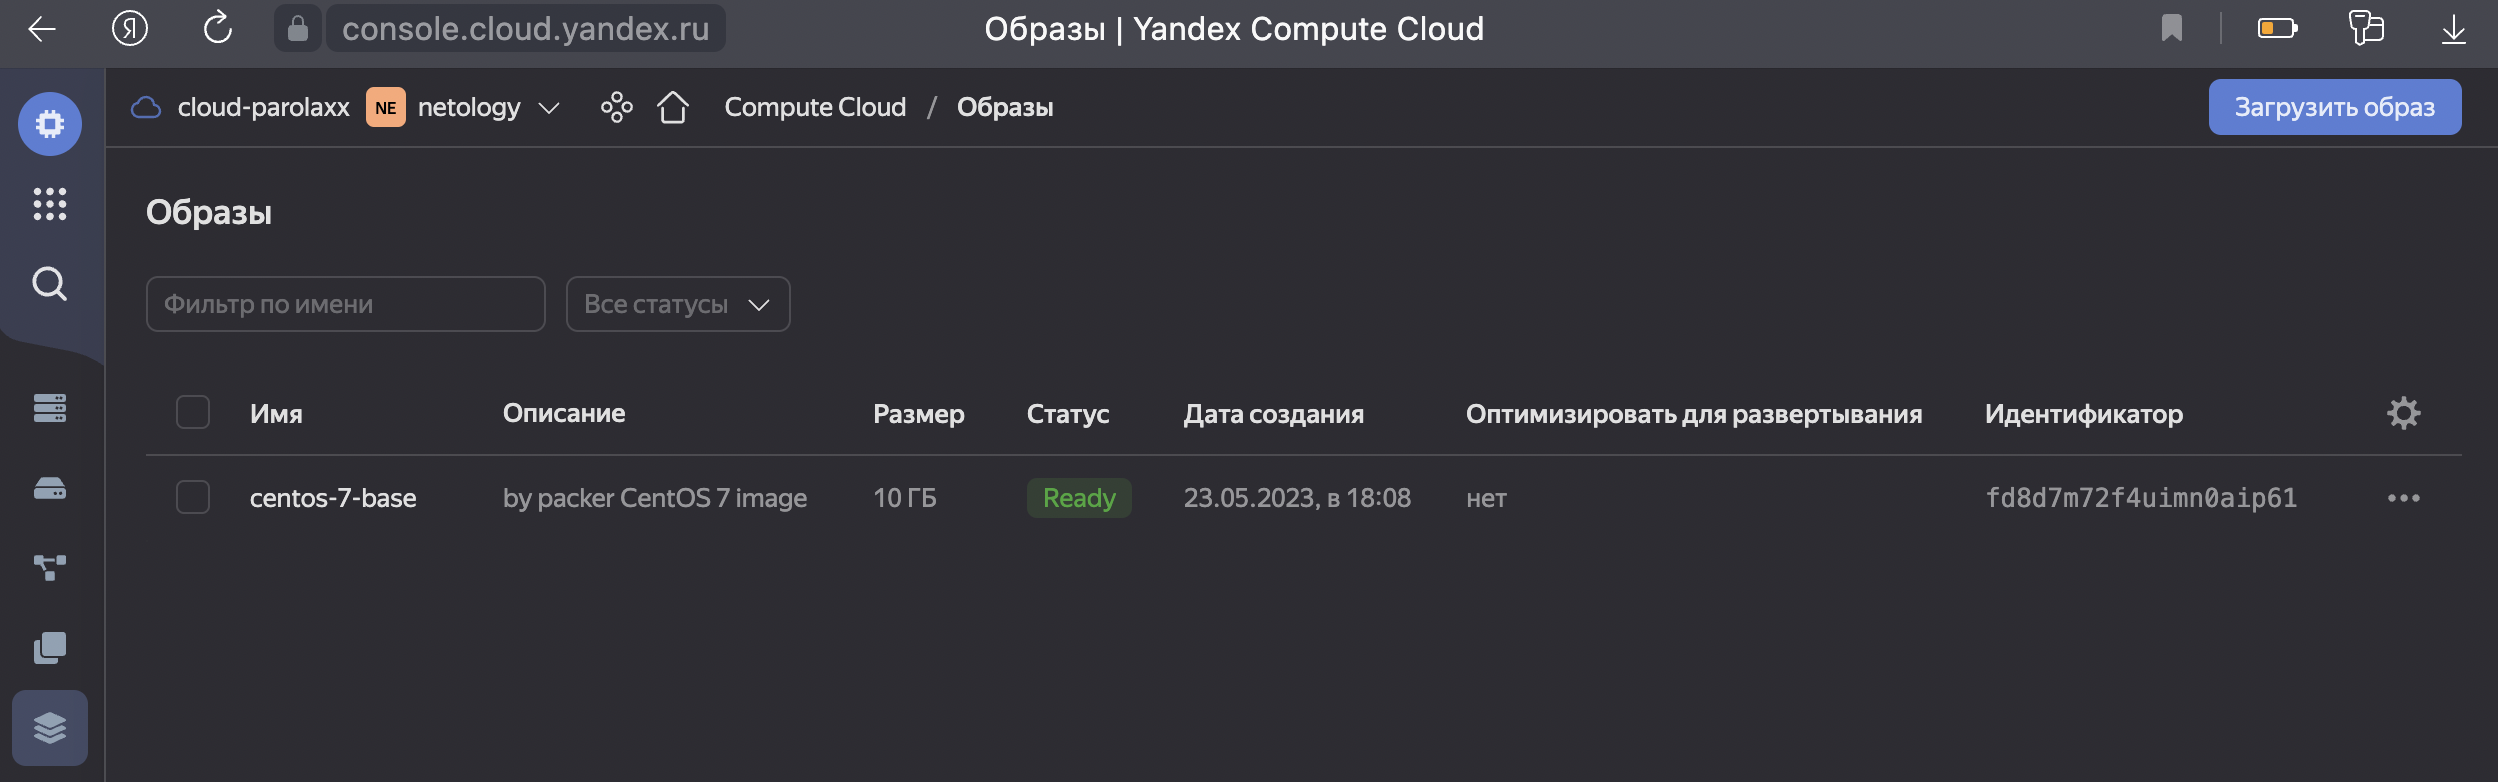 Я console.cloud.yandex.ru Образы | Yandex Compute Cloud
cloud-parolaxx NE netology Compute Cloud / Образы Загрузить образ
Образы
Фильтр по имени Все статусы
Имя Описание Размер Статус Дата создания Оптимизировать для развертывания Идентификатор
centos-7-base by packer CentOS 7 image 10 ГБ Ready 23.05.2023, в 18:08 нет fd8d7m72f4uimn0aip61